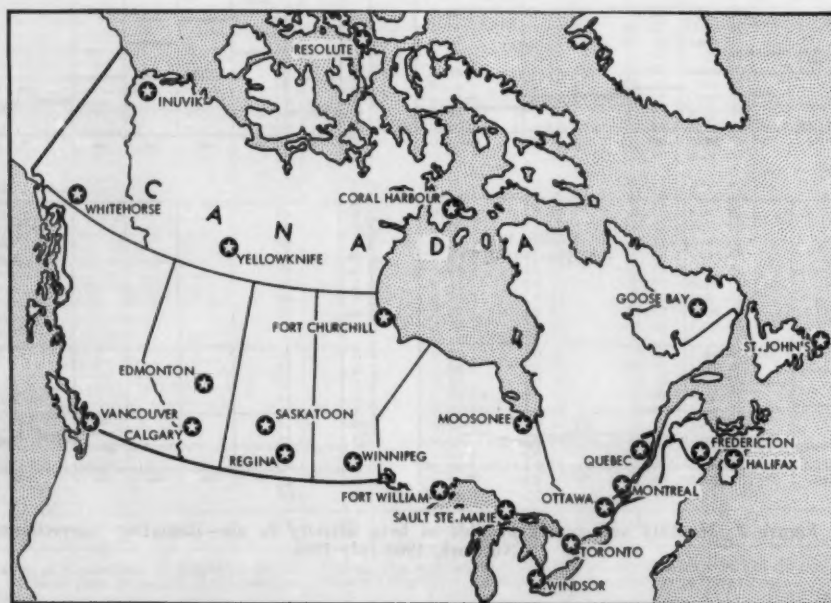 RESOLUTE
INUVIK
CORAL HARBOUR
WHITEHORSE
C A N A D A
YELLOWKNIFE
GOOSE BAY
FORT CHURCHILL
ST. JOHN'S
EDMONTON
VANCOUVER
SASKATOON
MOOSONEE
CALGARY
FREDERICTON
REGINA
WINNIPEG
QUEBEC
HALIFAX
FORT WILLIAM
MONTREAL
OTTAWA
SAULT STE. MARIE
TORONTO
WINDSOR